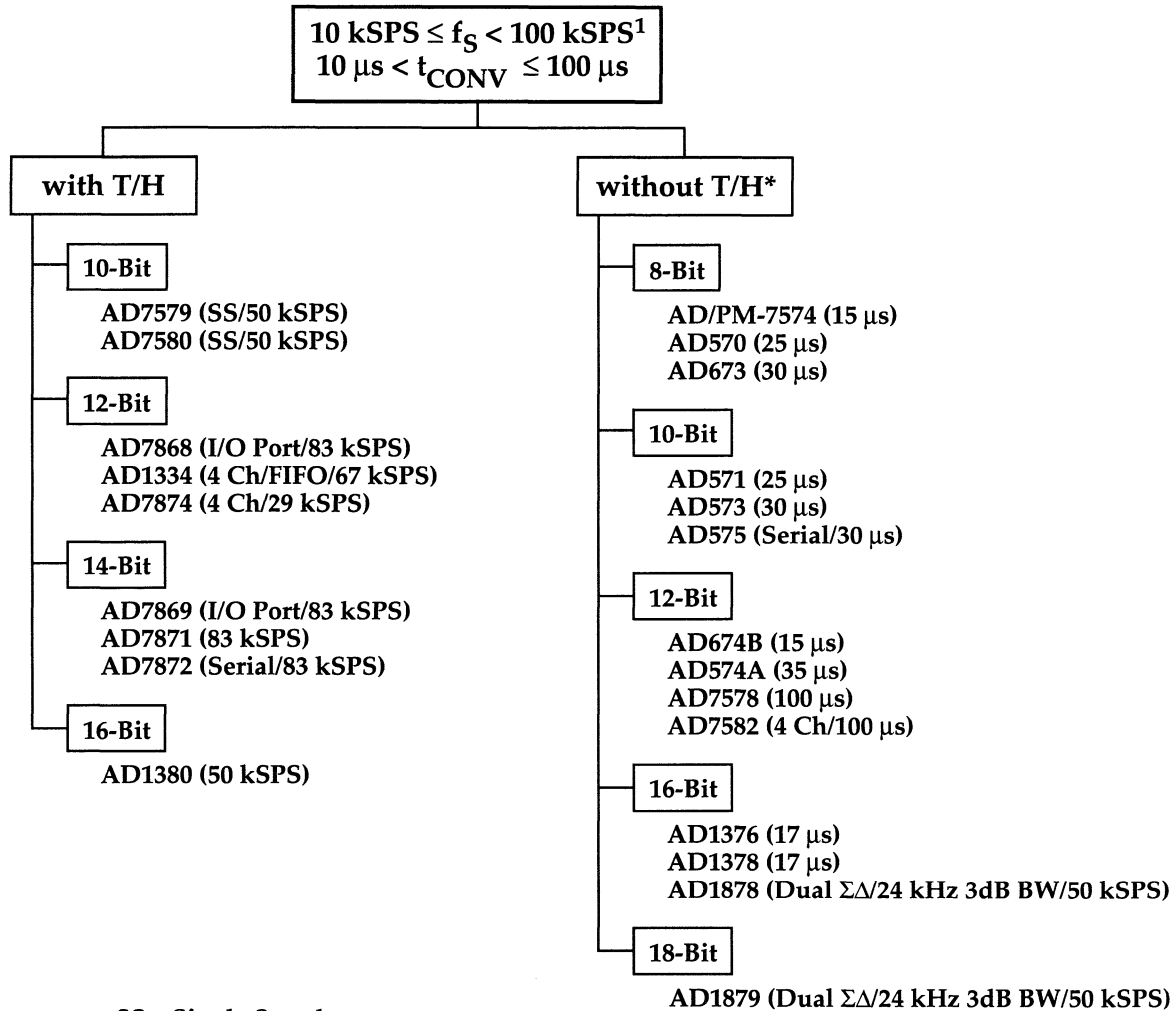 10 kSPS ≤ fS < 100 kSPS1
10 μs < tCONV ≤ 100 μs
with T/H
10-Bit
AD7579 (SS/50 kSPS)
AD7580 (SS/50 kSPS)
12-Bit
AD7868 (I/O Port/83 kSPS)
AD1334 (4 Ch/FIFO/67 kSPS)
AD7874 (4 Ch/29 kSPS)
14-Bit
AD7869 (I/O Port/83 kSPS)
AD7871 (83 kSPS)
AD7872 (Serial/83 kSPS)
16-Bit
AD1380 (50 kSPS)
without T/H*
8-Bit
AD/PM-7574 (15 μs)
AD570 (25 μs)
AD673 (30 μs)
10-Bit
AD571 (25 μs)
AD573 (30 μs)
AD575 (Serial/30 μs)
12-Bit
AD674B (15 μs)
AD574A (35 μs)
AD7578 (100 μs)
AD7582 (4 Ch/100 μs)
16-Bit
AD1376 (17 μs)
AD1378 (17 μs)
AD1878 (Dual ΣΔ/24 kHz 3dB BW/50 kSPS)
18-Bit
AD1879 (Dual ΣΔ/24 kHz 3dB BW/50 kSPS)